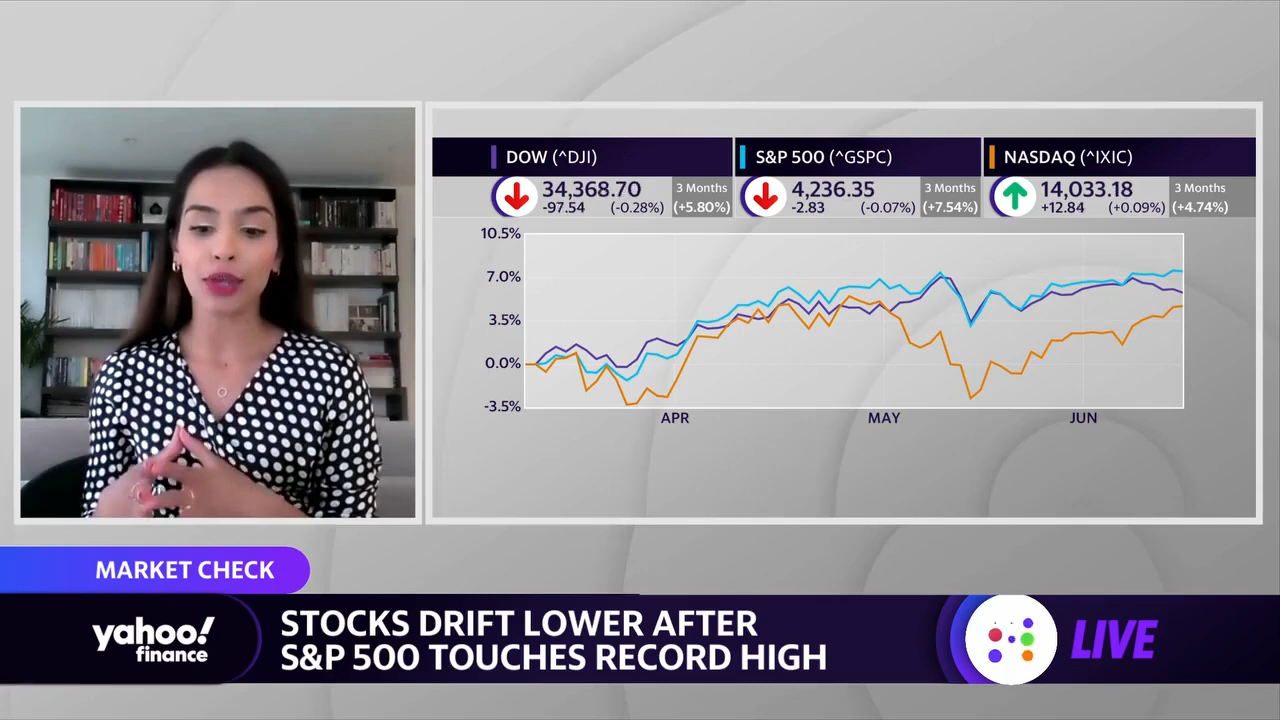 DOW (^DJI)
34,368.70
-97.54 (-0.28%)
3 Months
(+5.80%)
S&P 500 (^GSPC)
4,236.35
-2.83 (-0.07%)
3 Months
(+7.54%)
NASDAQ (^IXIC)
14,033.18
+12.84 (+0.09%)
3 Months
(+4.74%)
10.5%
7.0%
3.5%
0.0%
-3.5%
APR MAY JUN
MARKET CHECK
yahoo!
finance
STOCKS DRIFT LOWER AFTER
S&P 500 TOUCHES RECORD HIGH
LIVE